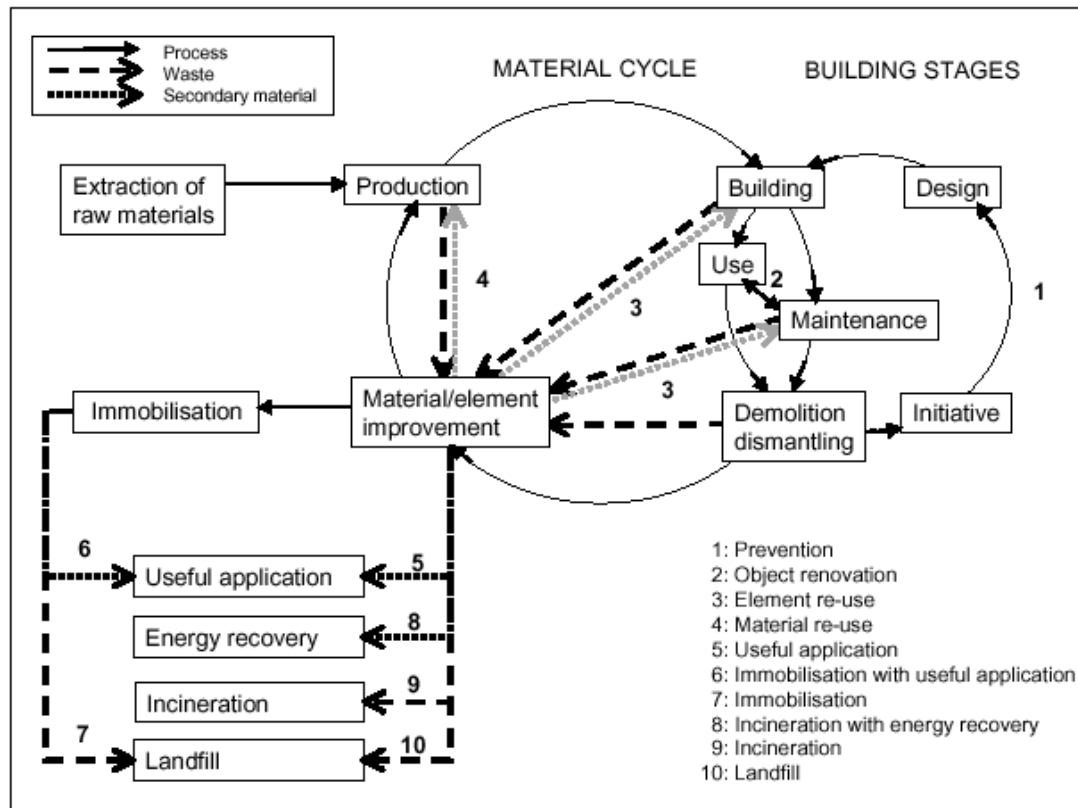 Process
Waste
Secondary material
MATERIAL CYCLE
BUILDING STAGES
Extraction of
raw materials
Production
Building
Design
Use
2
4
3
1
Maintenance
3
Immobilisation
Material/element
improvement
Demolition
dismantling
Initiative
6
Useful application
5
Energy recovery
8
Incineration
9
7
Landfill
10
1: Prevention
2: Object renovation
3: Element re-use
4: Material re-use
5: Useful application
6: Immobilisation with useful application
7: Immobilisation
8: Incineration with energy recovery
9: Incineration
10: Landfill